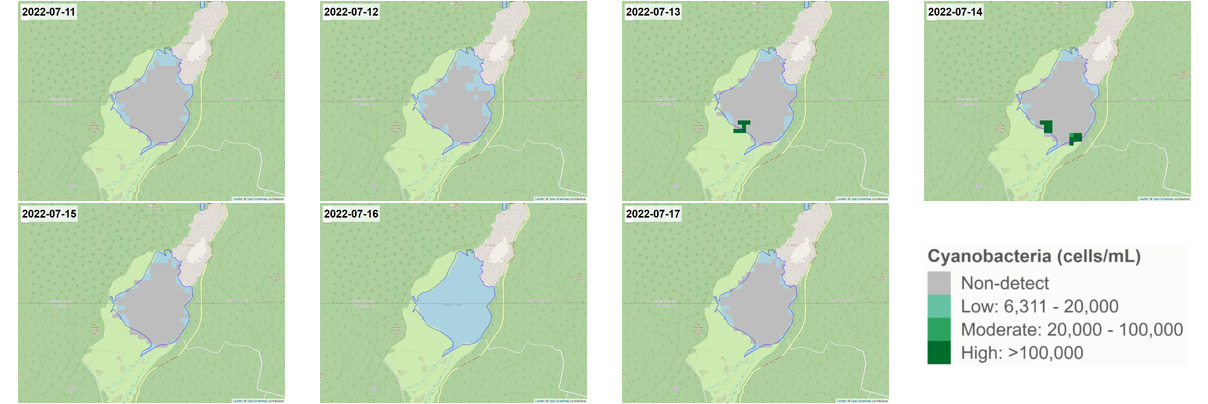 2022-07-11
2022-07-12
2022-07-13
2022-07-14
2022-07-15
2022-07-16
2022-07-17
Cyanobacteria (cells/mL)
Non-detect
Low: 6,311 - 20,000
Moderate: 20,000 - 100,000
High: >100,000